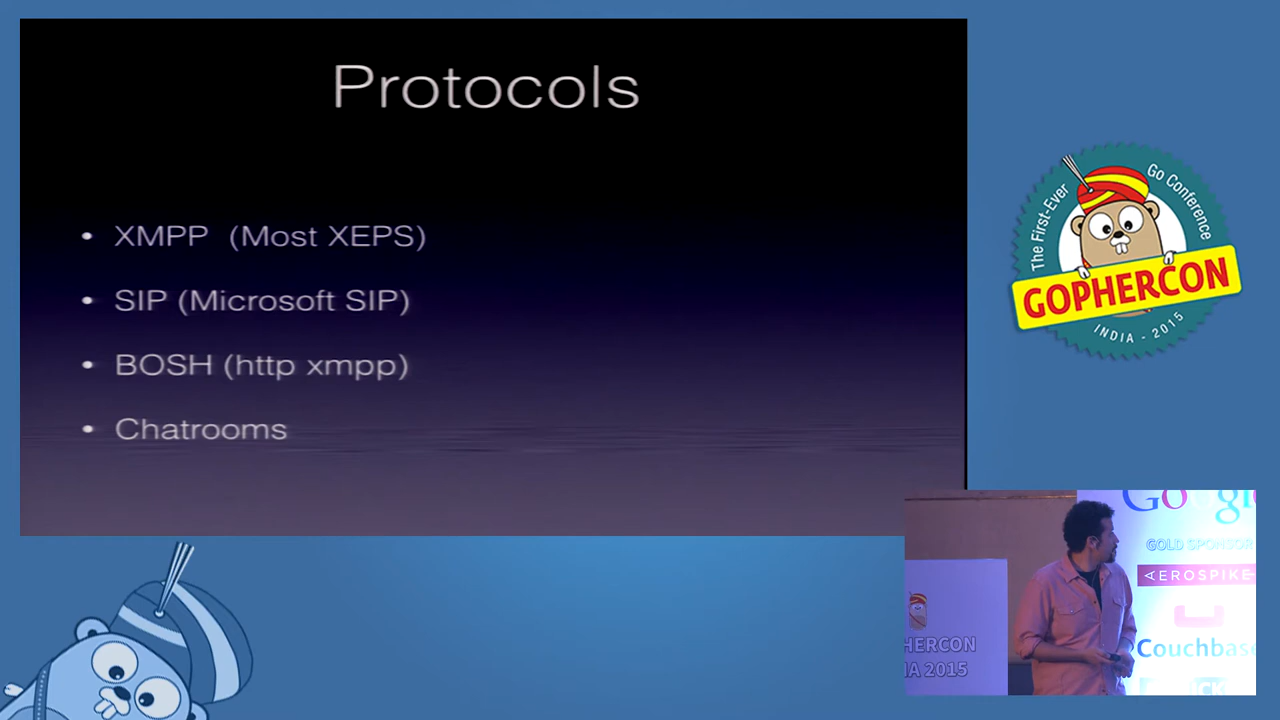 Protocols
• XMPP (Most XEPS)
• SIP (Microsoft SIP)
• BOSH (http xmpp)
• Chatrooms
The First-Ever
Go Conference
GOPHERCON
INDIA - 2015
Google
GOLD SPONSOR
AEROSPIKE
Couchbase
HERCON
IA 2015